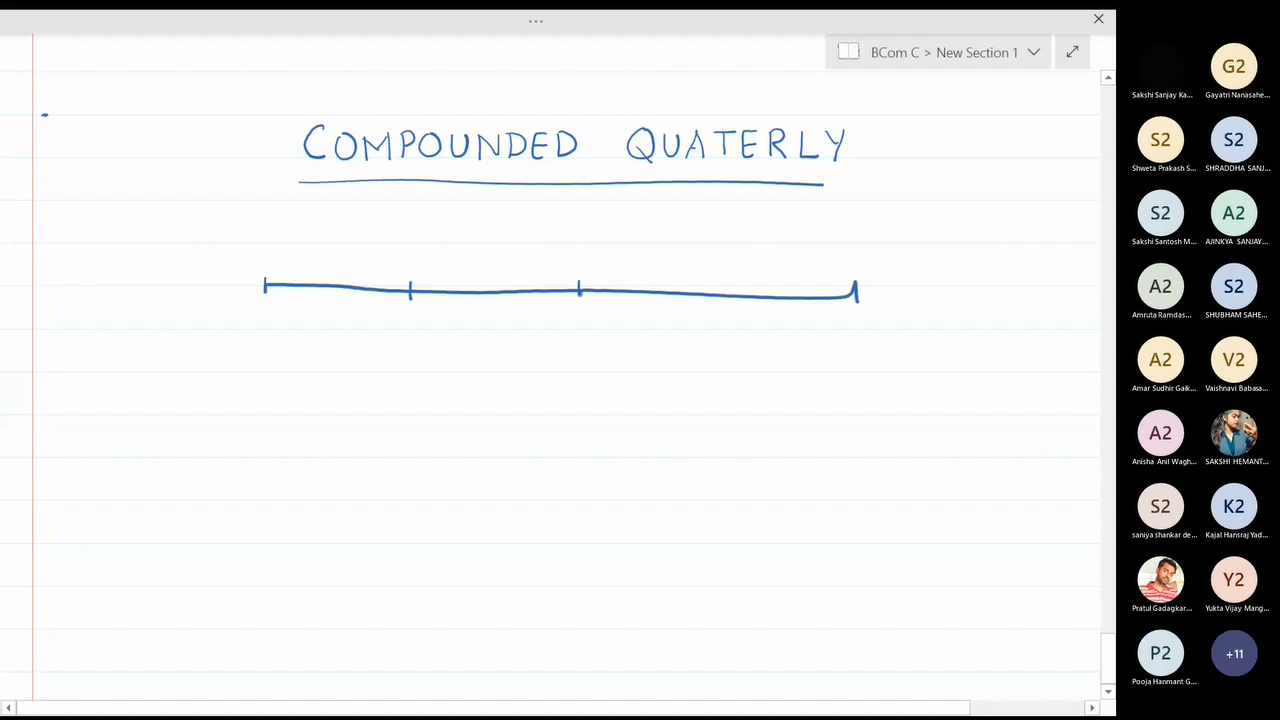 BCom C > New Section 1
COMPOUNDED QUATERLY
G2
Sakshi Sanjay Ka...
Gayatri Nanasahe...
S2
S2
Shweta Prakash S...
SHRADDHA SANJ...
S2
A2
Sakshi Santosh M...
AJINKYA SANJAY...
A2
S2
Amruta Ramdas...
SHUBHAM SAHE...
A2
V2
Amar Sudhir Gaik...
Vaishnavi Babasa...
A2
Anisha Anil Wagh...
SAKSHI HEMANT...
S2
K2
saniya shankar de...
Kajal Hansraj Yad...
Y2
Pratul Gadagkar...
Yukta Vijay Mang...
P2
+11
Pooja Hanmant G...